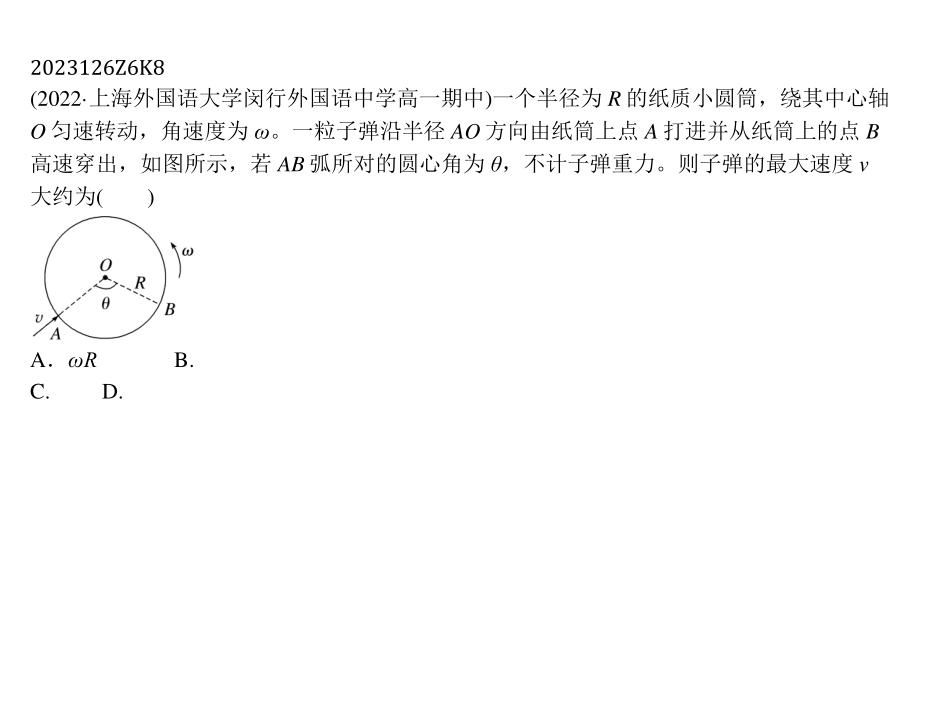 2023126Z6K8
(2022·上海外国语大学闵行外国语中学高一期中)一个半径为 R 的纸质小圆筒，绕其中心轴
O 匀速转动，角速度为 ω。一粒子弹沿半径 AO 方向由纸筒上点 A 打进并从纸筒上的点 B
高速穿出，如图所示，若 AB 弧所对的圆心角为 θ，不计子弹重力。则子弹的最大速度 v
大约为(　　)
ω
O
R
θ
B
v
A
A．ωR B.
C. D.